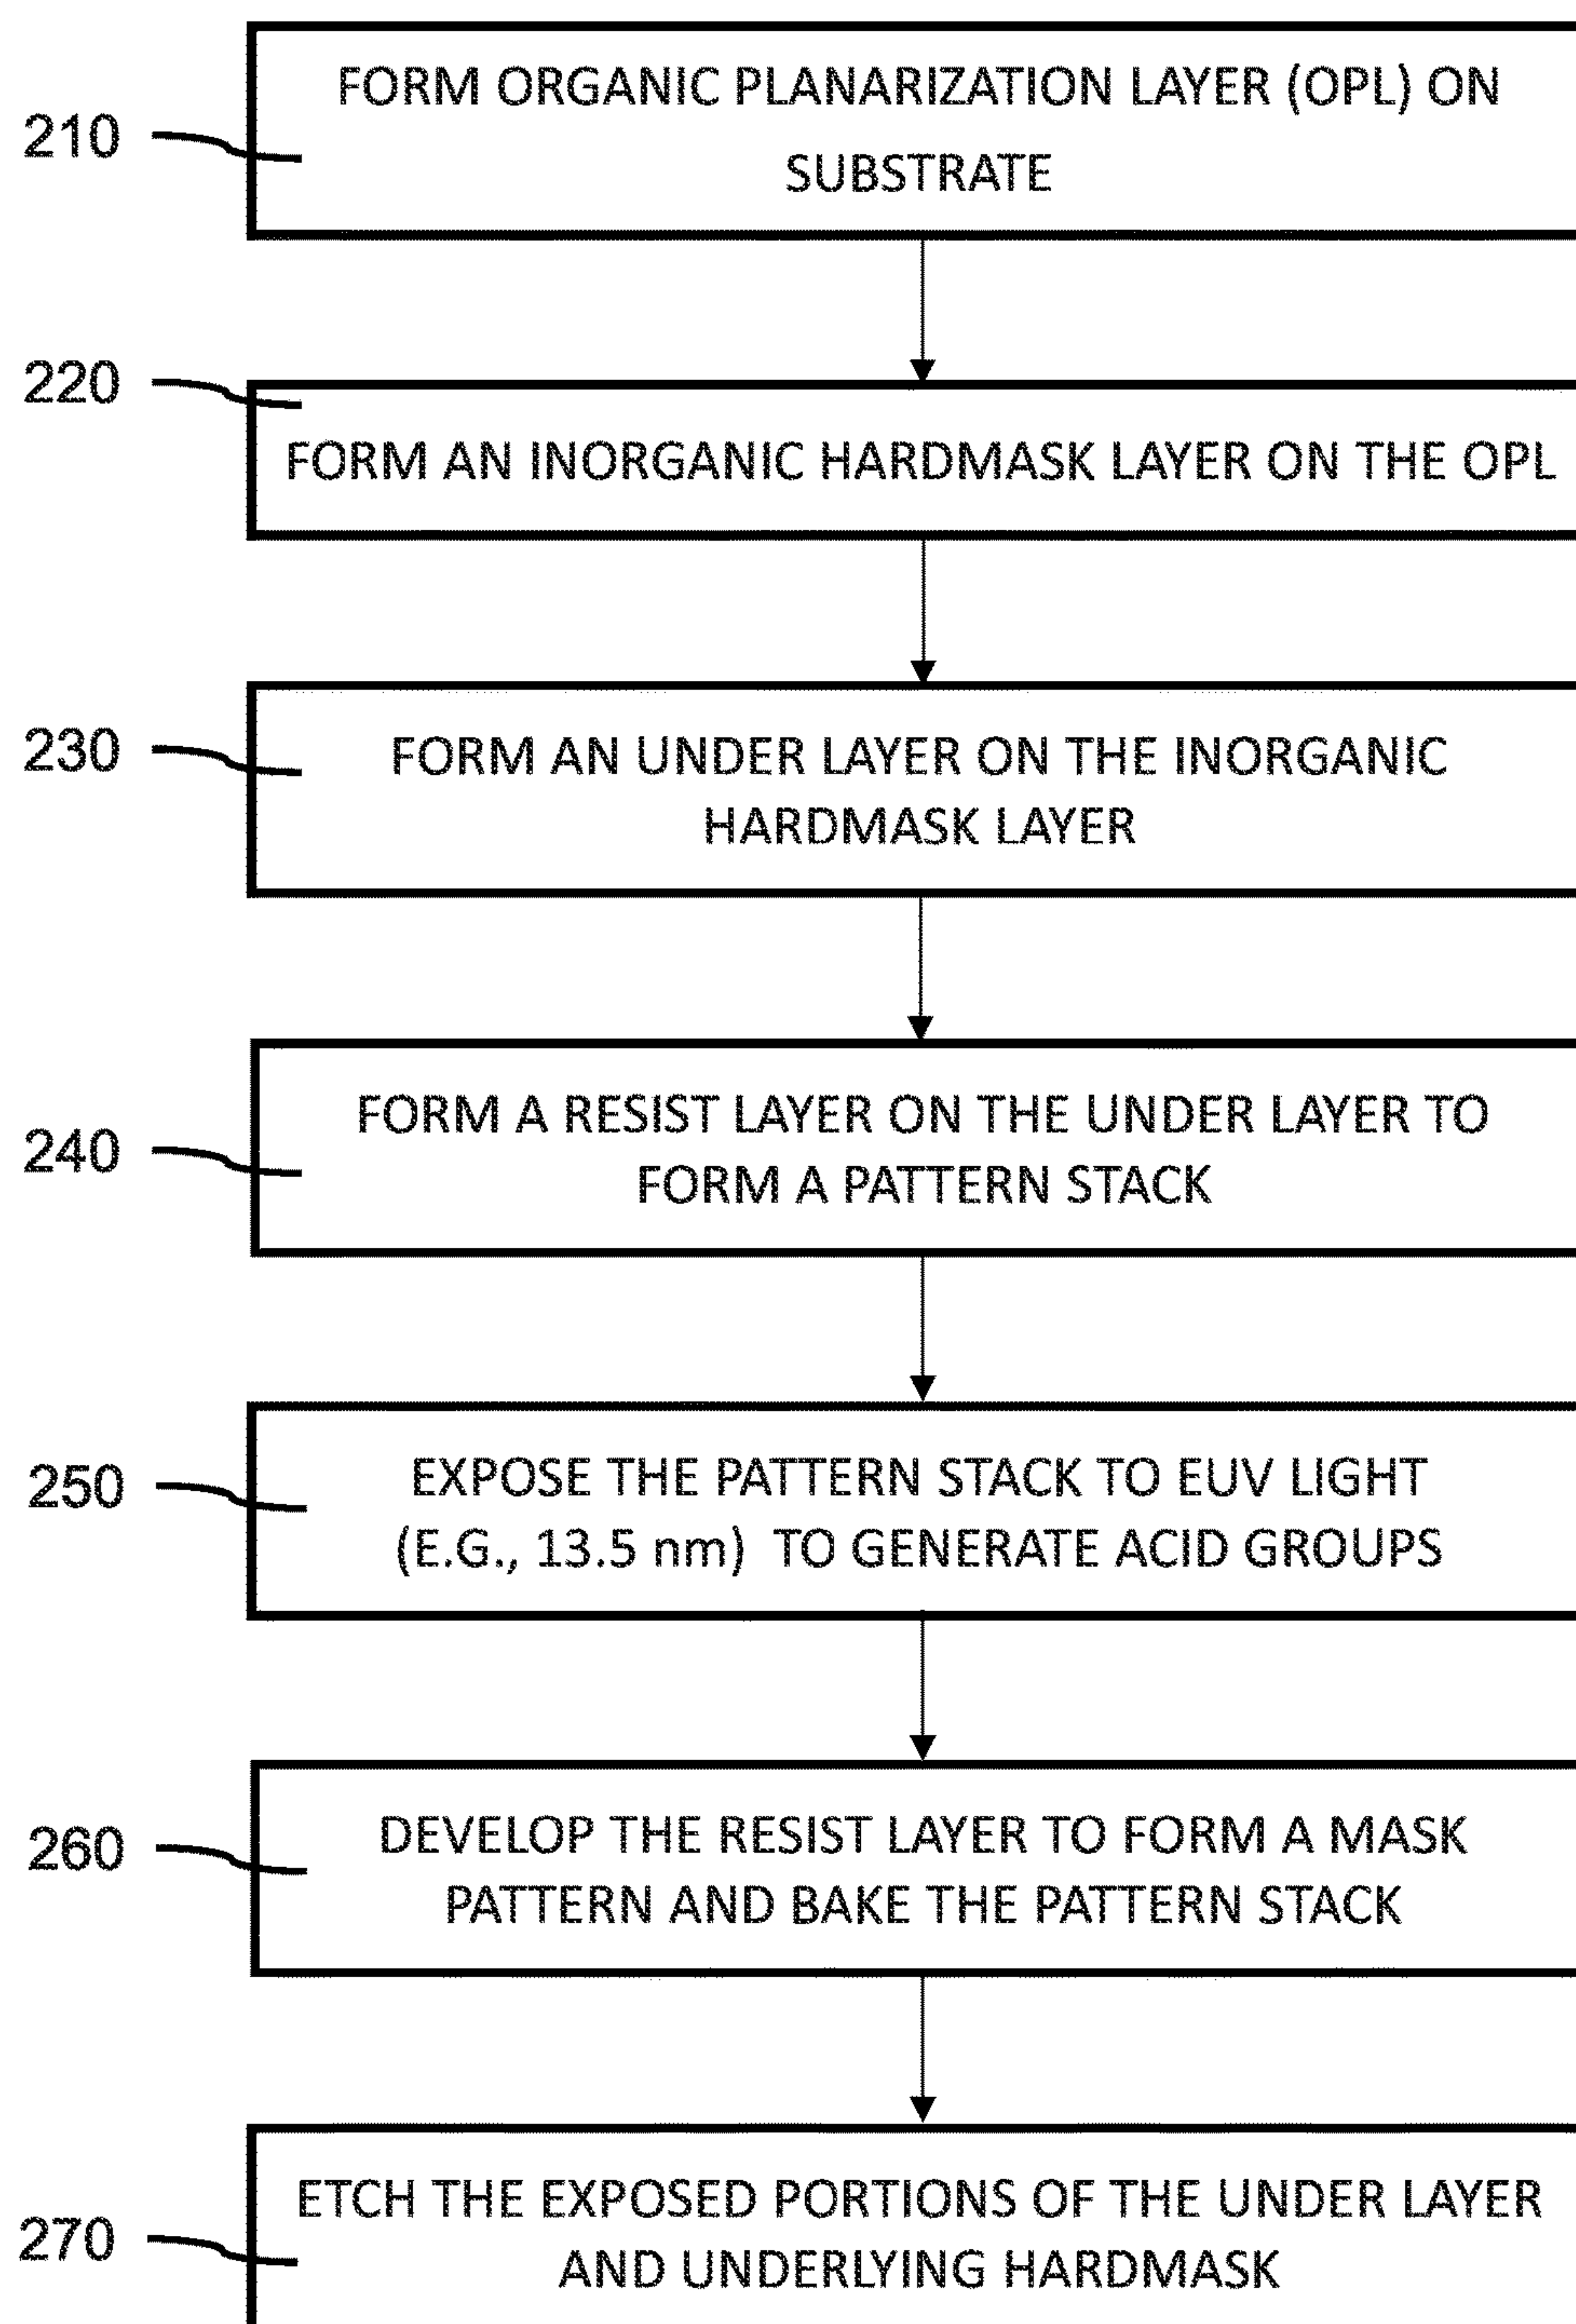 210
FORM ORGANIC PLANARIZATION LAYER (OPL) ON
SUBSTRATE
220
FORM AN INORGANIC HARDMASK LAYER ON THE OPL
230
FORM AN UNDER LAYER ON THE INORGANIC
HARDMASK LAYER
240
FORM A RESIST LAYER ON THE UNDER LAYER TO
FORM A PATTERN STACK
250
EXPOSE THE PATTERN STACK TO EUV LIGHT
(E.G., 13.5 nm) TO GENERATE ACID GROUPS
260
DEVELOP THE RESIST LAYER TO FORM A MASK
PATTERN AND BAKE THE PATTERN STACK
270
ETCH THE EXPOSED PORTIONS OF THE UNDER LAYER
AND UNDERLYING HARDMASK